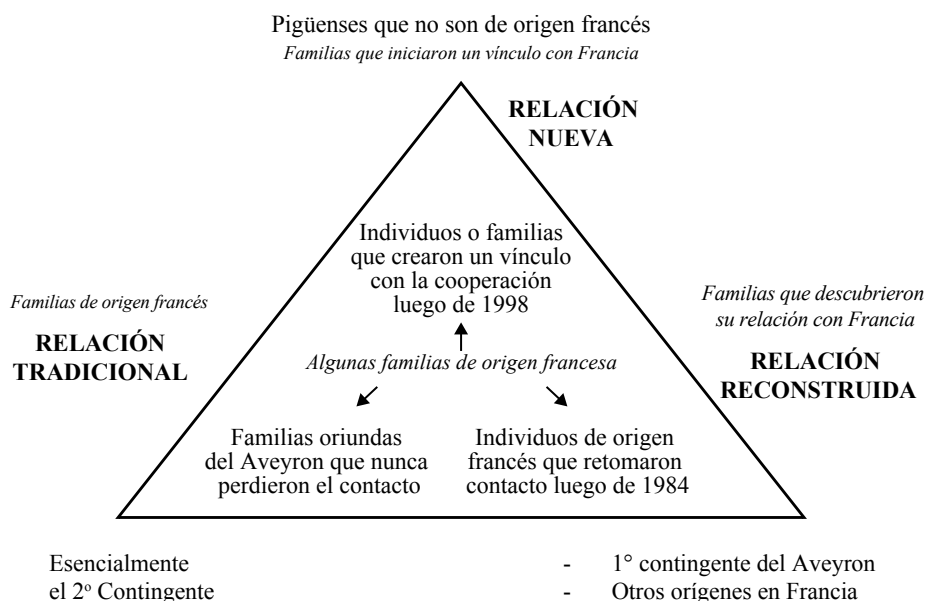 Pigüenses que no son de origen francés
Familias que iniciaron un vínculo con Francia
RELACIÓN
NUEVA
Individuos o familias
que crearon un vínculo
con la cooperación
luego de 1998
Familias de origen francés
RELACIÓN
TRADICIONAL
Familias que descubrieron
su relación con Francia
RELACIÓN
RECONSTRUIDA
Algunas familias de origen francesa
Familias oriundas
del Aveyron que nunca
perdieron el contacto
Individuos de origen
francés que retomaron
contacto luego de 1984
Esencialmente
el 2º Contingente
- 1° contingente del Aveyron
- Otros orígenes en Francia